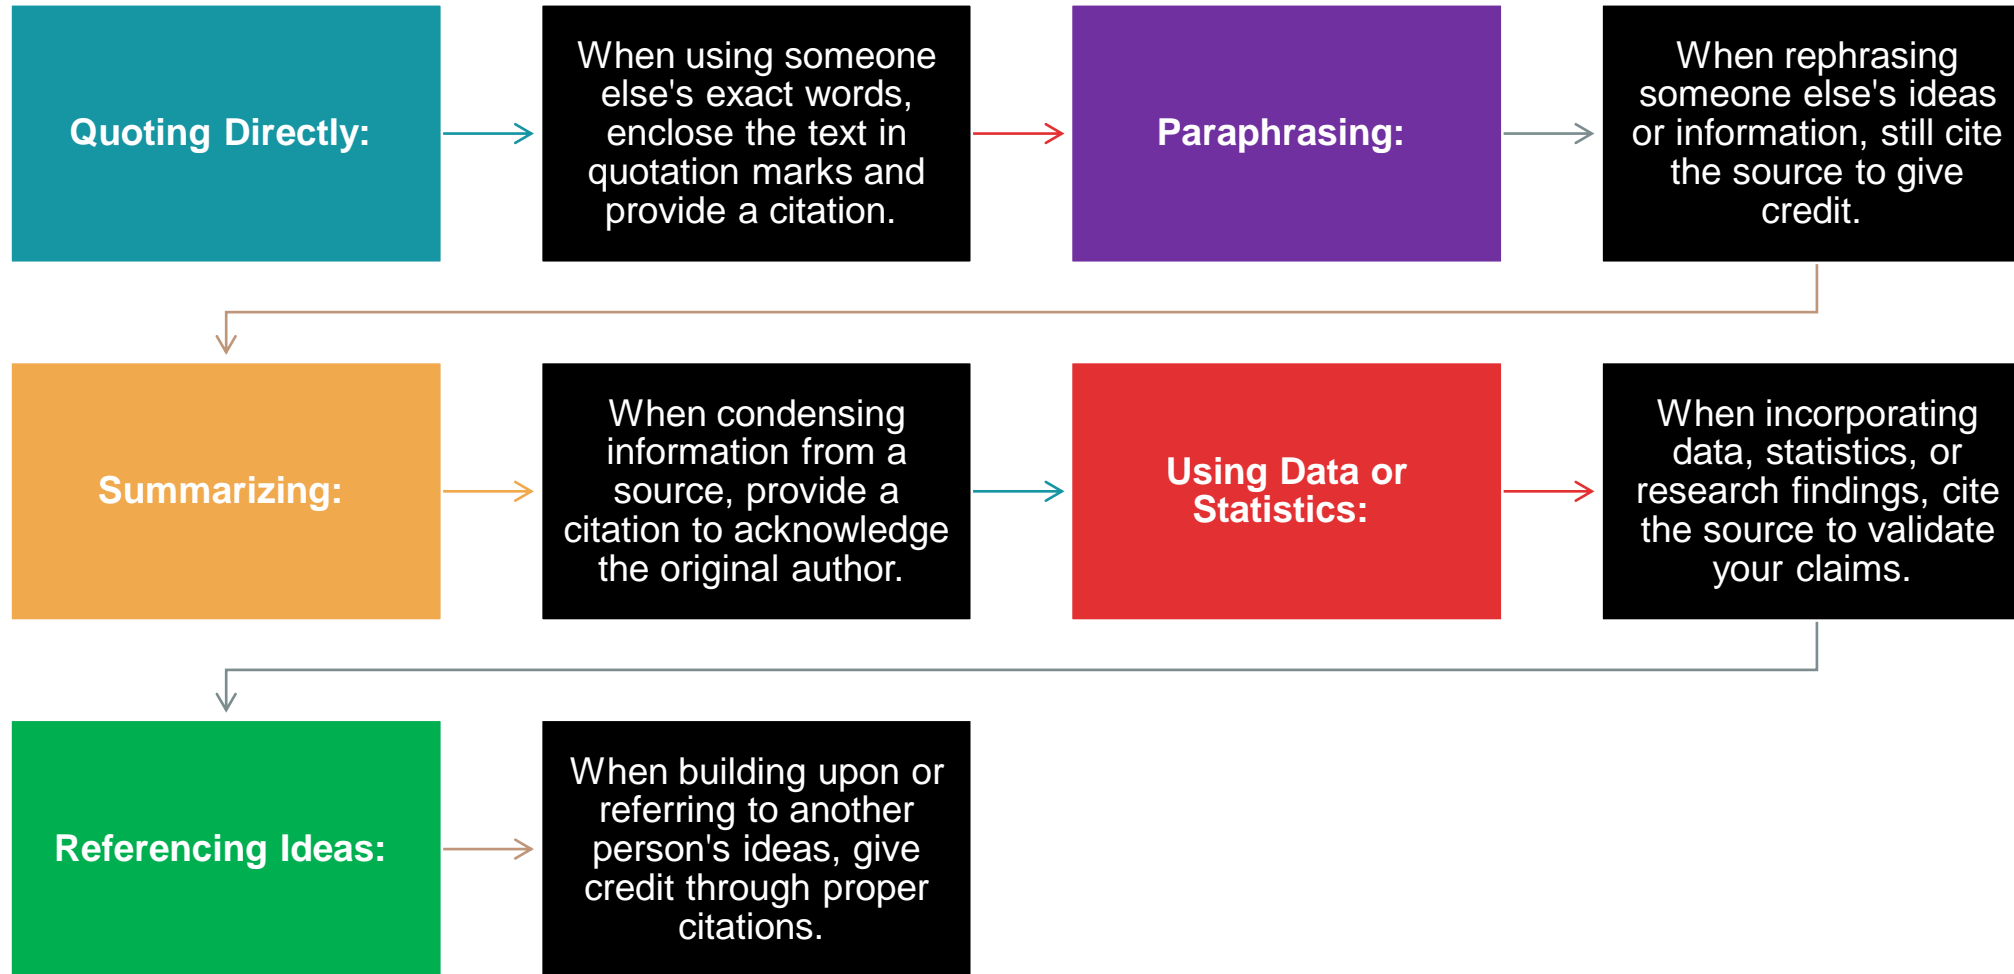 Quoting Directly:
When using someone
else's exact words,
enclose the text in
quotation marks and
provide a citation.
Paraphrasing:
When rephrasing
someone else's ideas
or information, still cite
the source to give
credit.
Summarizing:
When condensing
information from a
source, provide a
citation to acknowledge
the original author.
Using Data or
Statistics:
When incorporating
data, statistics, or
research findings, cite
the source to validate
your claims.
Referencing Ideas:
When building upon or
referring to another
person's ideas, give
credit through proper
citations.